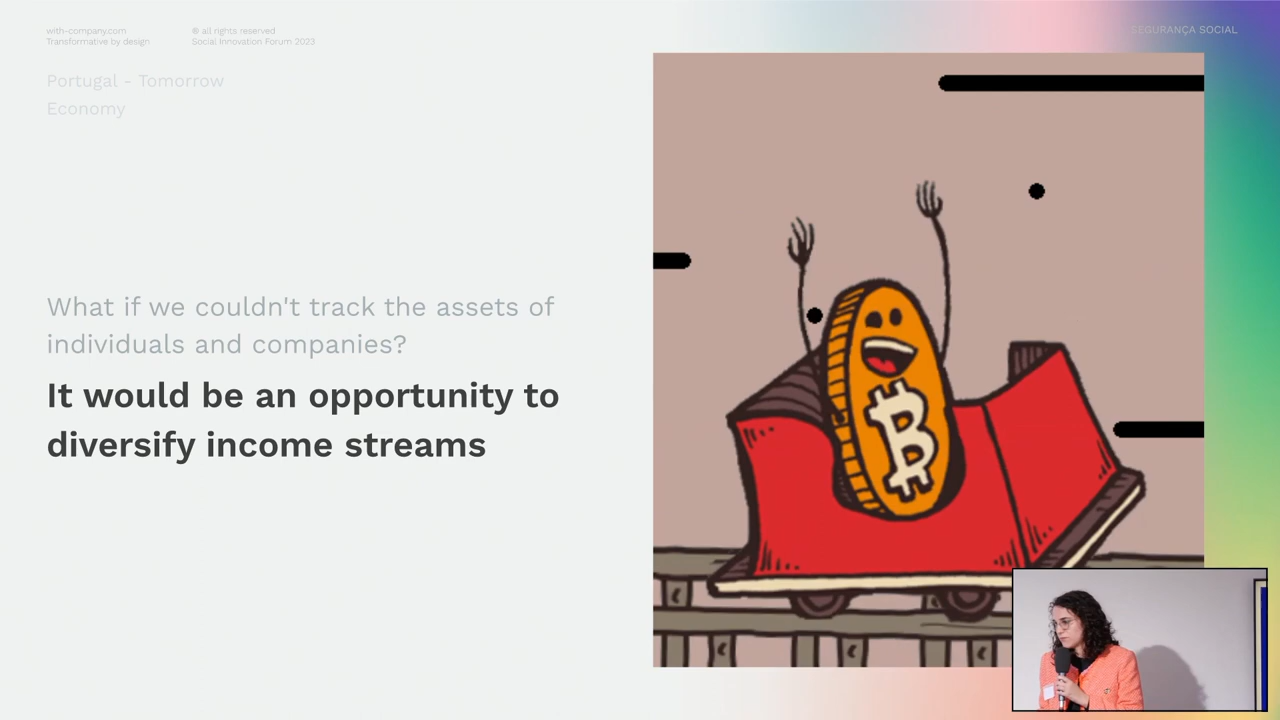 with-company.com
Transformative by design
© all rights reserved
Social Innovation Forum 2023
SEGURANÇA SOCIAL
Portugal - Tomorrow
Economy
What if we couldn't track the assets of
individuals and companies?
It would be an opportunity to
diversify income streams